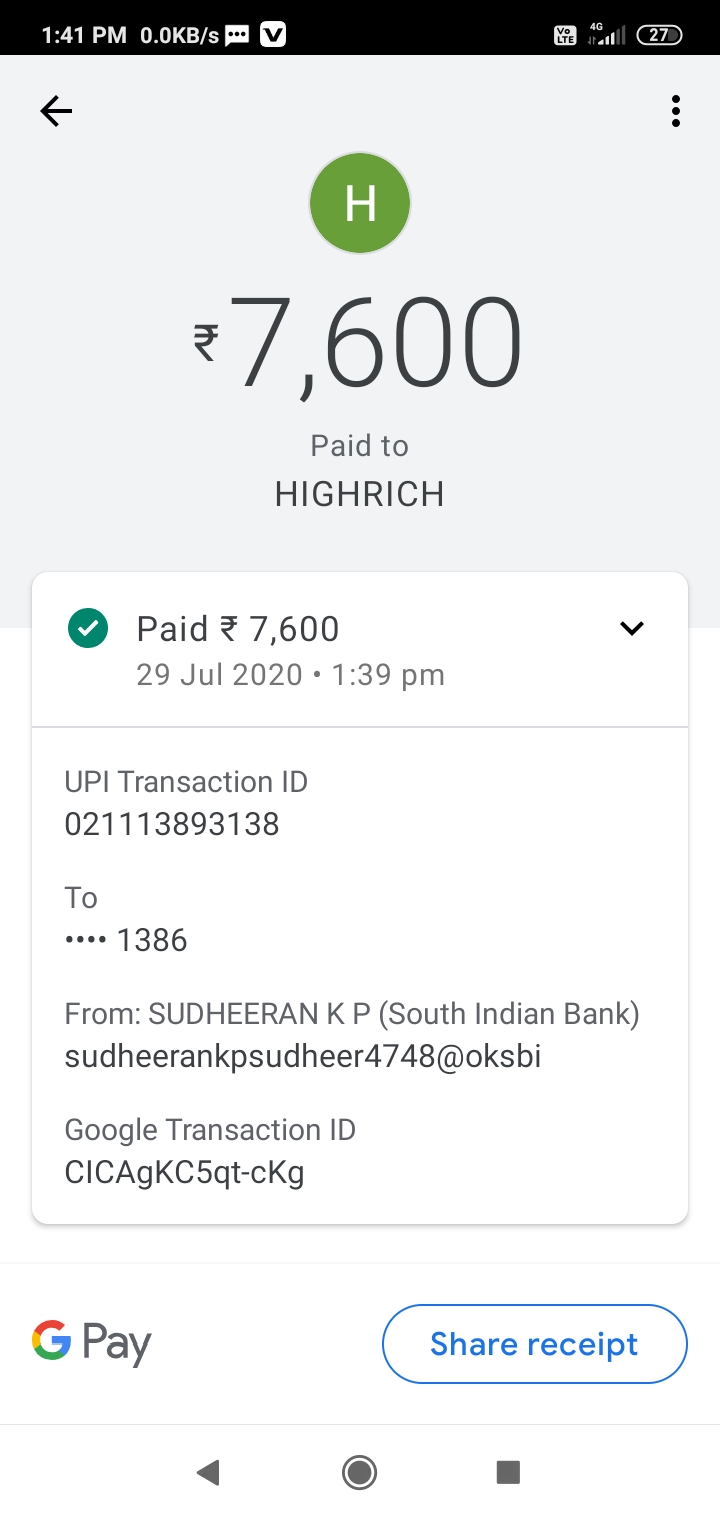 1:41 PM 0.0KB/s
Vo LTE 4G 27
H
₹7,600
Paid to
HIGHRICH
Paid ₹ 7,600
29 Jul 2020 • 1:39 pm
UPI Transaction ID
021113893138
To
•••• 1386
From: SUDHEERAN K P (South Indian Bank)
sudheerankpsudheer4748@oksbi
Google Transaction ID
CICAgKC5qt-cKg
G Pay
Share receipt